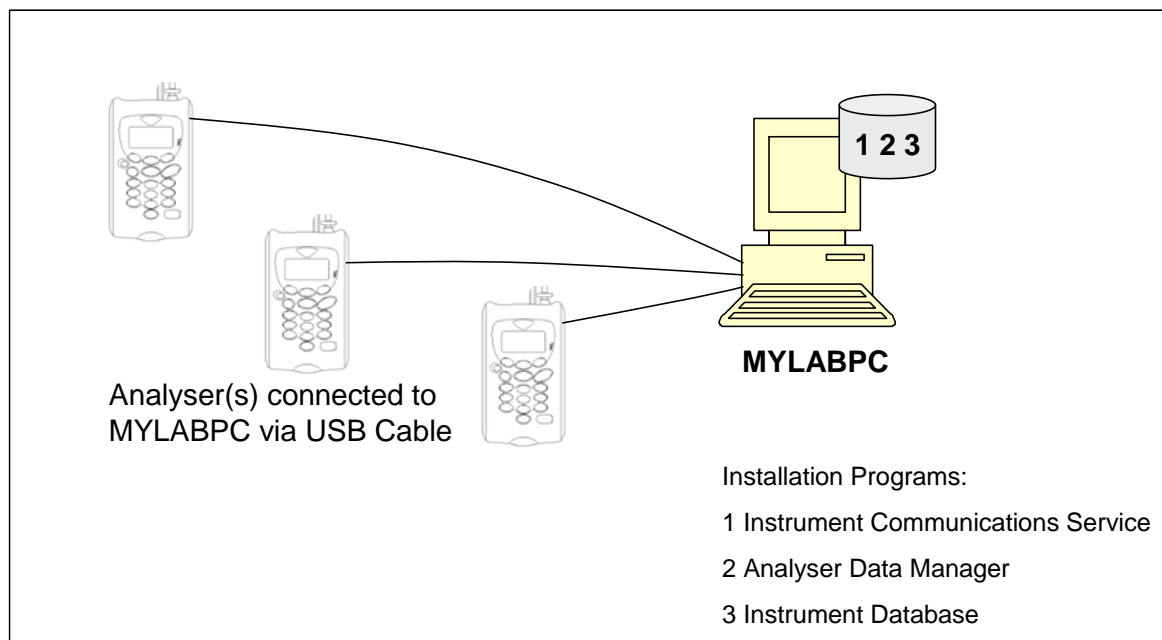 1 2 3
MYLABPC
Analyser(s) connected to
MYLABPC via USB Cable
Installation Programs:
1 Instrument Communications Service
2 Analyser Data Manager
3 Instrument Database